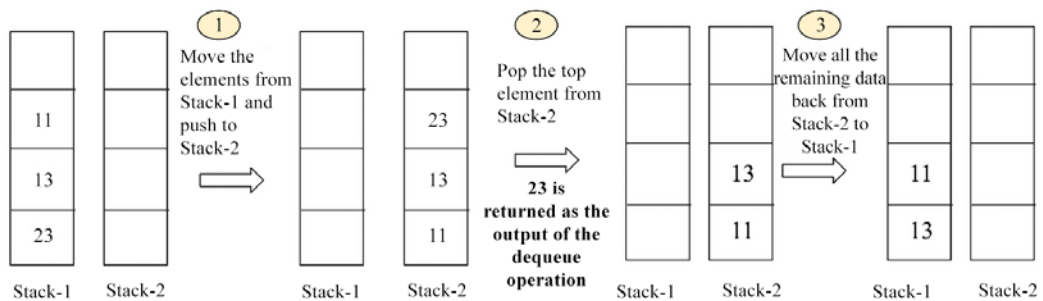 1
Move the
elements from
Stack-1 and
push to
Stack-2
2
Pop the top
element from
Stack-2
23 is
returned as the
output of the
dequeue
operation
3
Move all the
remaining data
back from
Stack-2 to
Stack-1
11
13
23
23
13
11
13
11
11
13
Stack-1
Stack-2
Stack-1
Stack-2
Stack-1
Stack-2
Stack-1
Stack-2